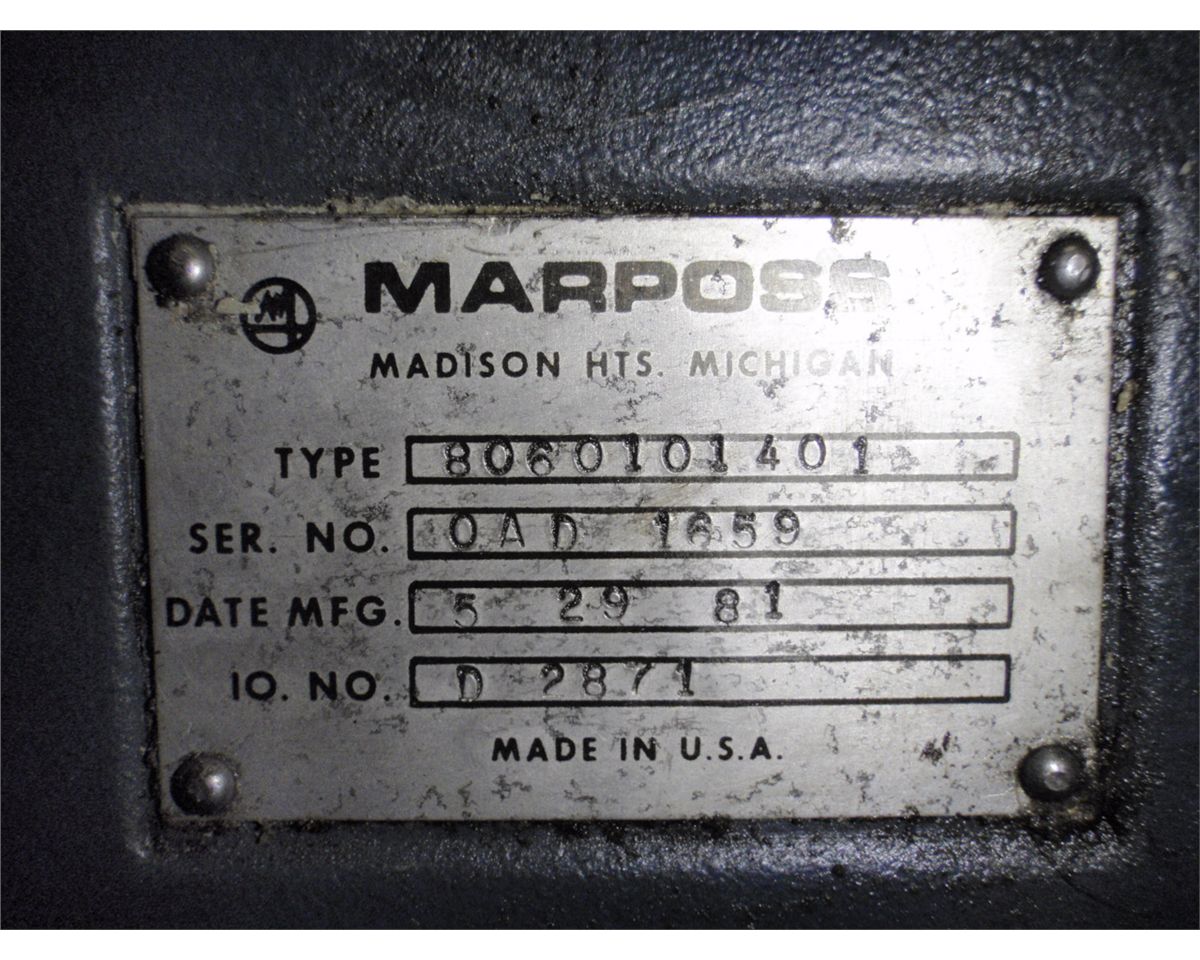 MARPOSS
MADISON HTS. MICHIGAN
TYPE 8060101401
SER. NO. 0AD 1659
DATE MFG. 5 29 81
IO. NO. D 2871
MADE IN U.S.A.